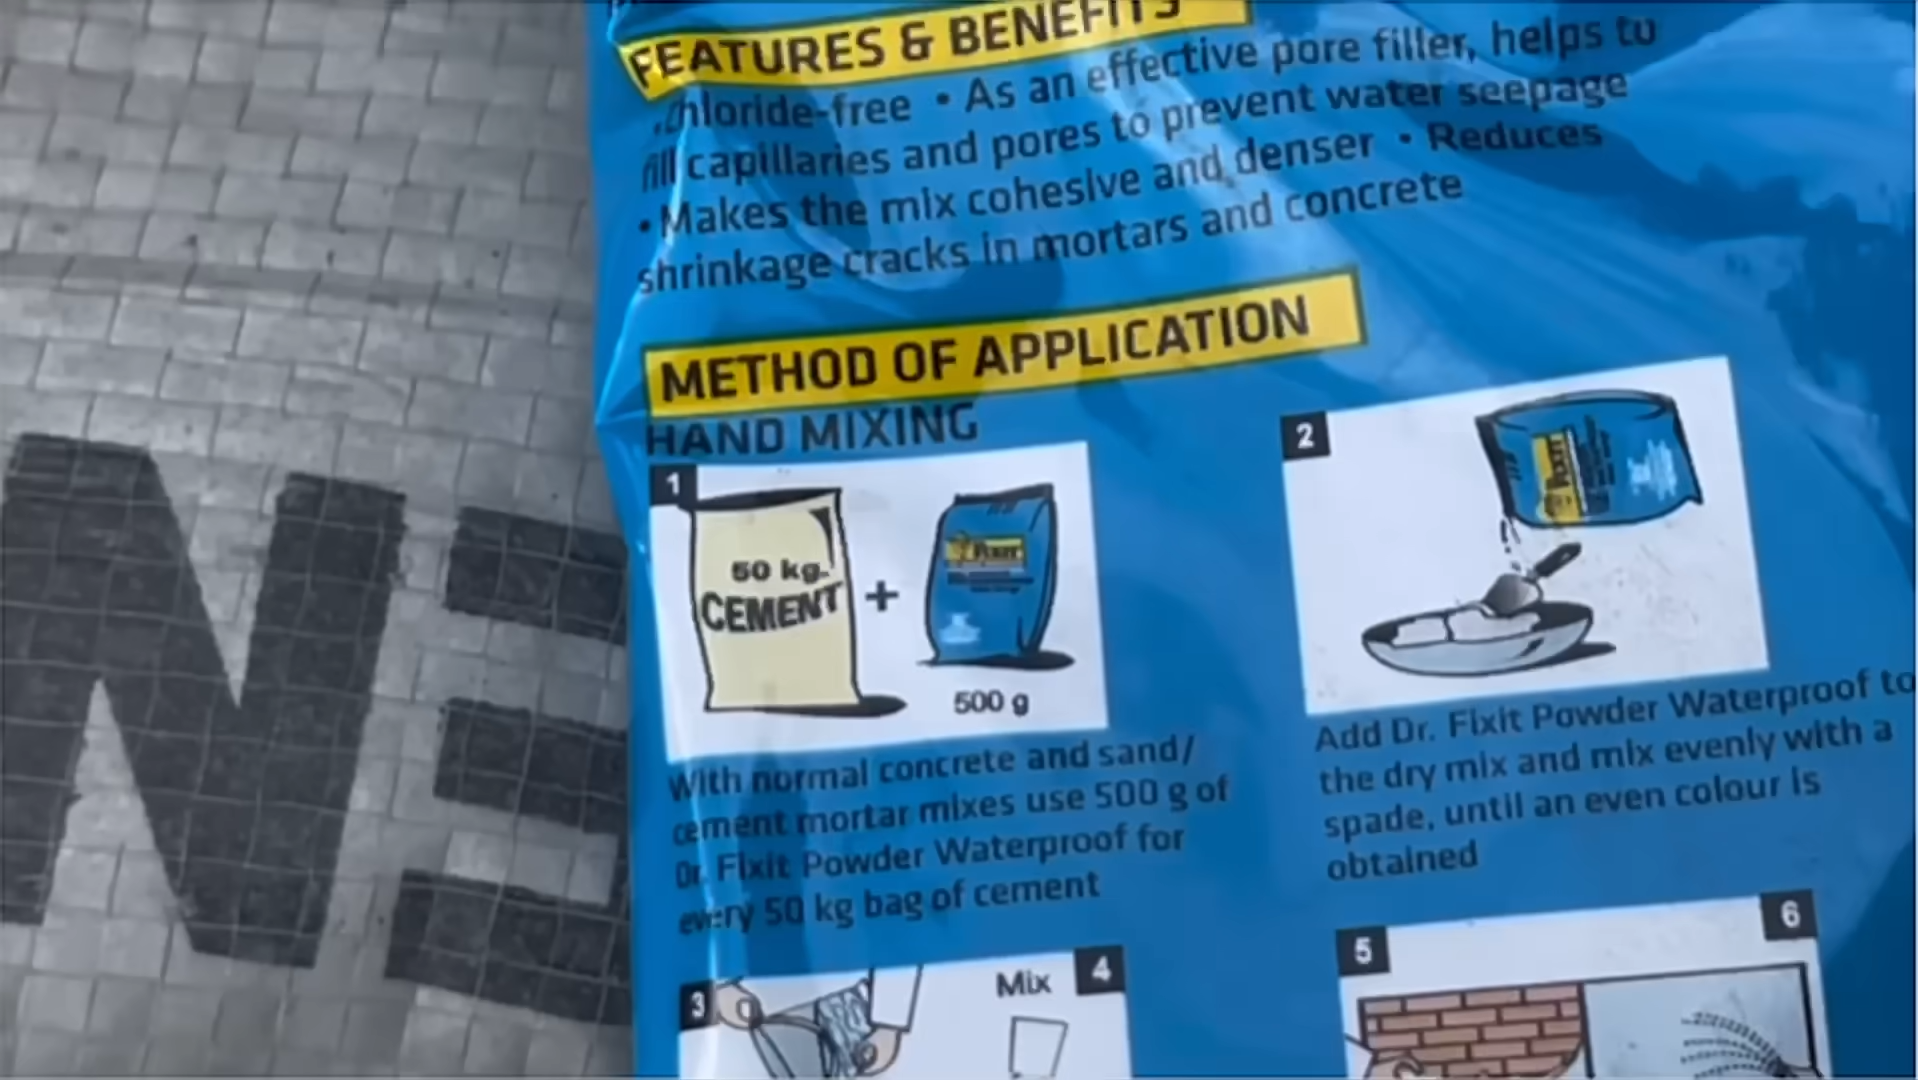 FEATURES & BENEFITS
• Chloride-free • As an effective pore filler, helps to
fill capillaries and pores to prevent water seepage
• Makes the mix cohesive and denser • Reduces
shrinkage cracks in mortars and concrete
METHOD OF APPLICATION
HAND MIXING
1
50 kg.
CEMENT
+
FIXIT
500 g
With normal concrete and sand/
cement mortar mixes use 500 g of
Dr. Fixit Powder Waterproof for
every 50 kg bag of cement
2
FIXIT
Add Dr. Fixit Powder Waterproof to
the dry mix and mix evenly with a
spade, until an even colour is
obtained
3
Mix
4
5
6
NE